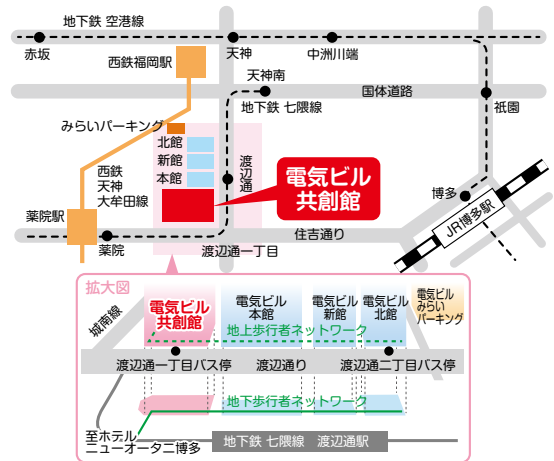 地下鉄 空港線
赤坂
天神
中洲川端
西鉄福岡駅
天神南
国体道路
地下鉄 七隈線
祇園
みらいパーキング
北館
新館
本館
渡辺通
西鉄
天神
大牟田線
電気ビル
共創館
博多
JR博多駅
薬院駅
薬院
住吉通り
渡辺通一丁目
拡大図
城南線
電気ビル
共創館
電気ビル
本館
電気ビル
新館
電気ビル
北館
電気ビル
みらい
パーキング
地上歩行者ネットワーク
渡辺通一丁目バス停
渡辺通り
渡辺通二丁目バス停
地下歩行者ネットワーク
至ホテル
ニューオータニ博多
地下鉄 七隈線 渡辺通駅